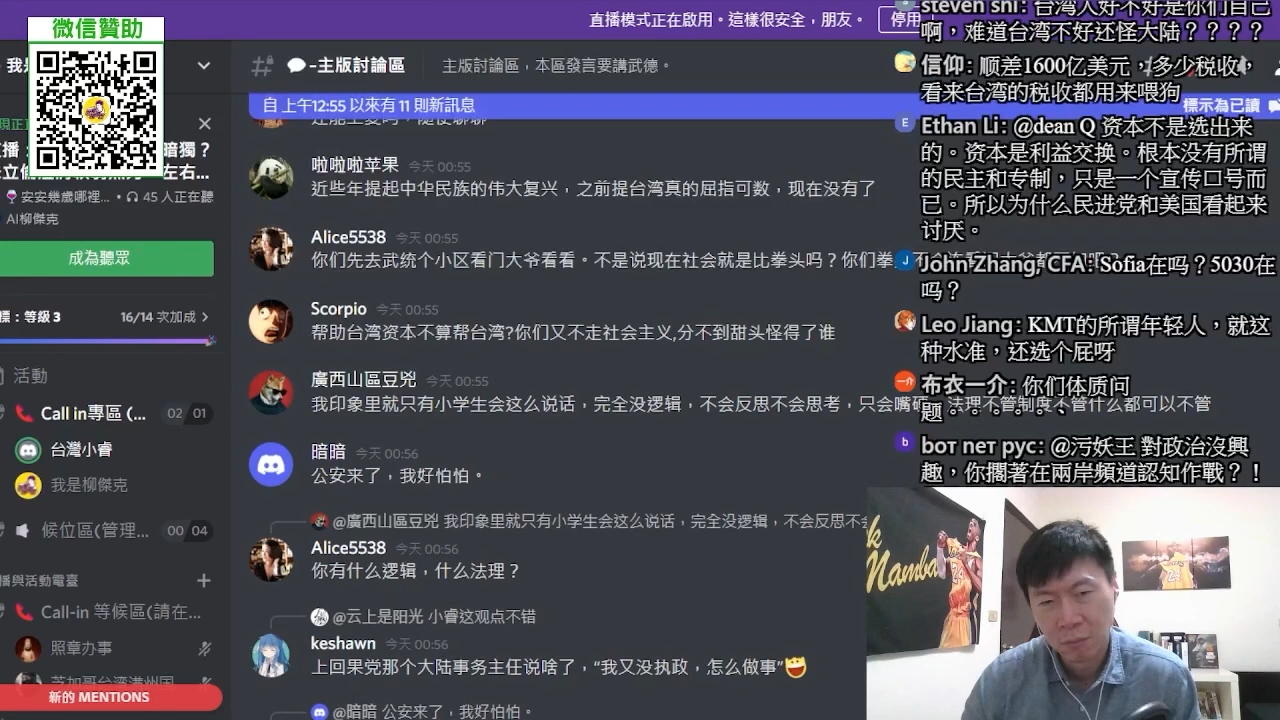 微信贊助
直播模式正在啟用。這樣很安全，朋友。
停用
我是
-主版討論區
主版討論區，本區發言要講武德。
自 上午12:55 以來有 11 則新訊息
標示為已讀
暗獨？
左右...
安安幾歲哪裡... • 45 人正在聽
AI柳傑克
成為聽眾
標：等級 3
16/14 次加成
活動
Call in專區 (...
02 01
台灣小睿
我是柳傑克
候位區(管理...
00 04
播與活動電臺
Call-in 等候區(請在...
照章办事
新的 MENTIONS
啦啦啦苹果 今天 00:55
近些年提起中华民族的伟大复兴，之前提台湾真的屈指可数，现在没有了
Alice5538 今天 00:55
你们先去武统个小区看门大爷看看。不是说现在社会就是比拳头吗？你们拳
Scorpio 今天 00:55
帮助台湾资本不算帮台湾?你们又不走社会主义,分不到甜头怪得了谁
廣西山區豆兇 今天 00:55
我印象里就只有小学生会这么说话，完全没逻辑，不会反思不会思考，只会嘴硬，法理不管制度不管什么都可以不管
暗暗 今天 00:56
公安来了，我好怕怕。
@廣西山區豆兇 我印象里就只有小学生会这么说话，完全没逻辑，不会反思不会
Alice5538 今天 00:56
你有什么逻辑，什么法理？
@云上是阳光 小睿这观点不错
keshawn 今天 00:56
上回果党那个大陆事务主任说啥了，“我又没执政，怎么做事”
@暗暗 公安来了，我好怕怕。
steven shi: 台湾人好不好是你们自己
啊，难道台湾不好还怪大陆？？？？
信仰: 顺差1600亿美元，多少税收，
看来台湾的税收都用来喂狗
Ethan Li: @dean Q 资本不是选出来
的。资本是利益交换。根本没有所谓
的民主和专制，只是一个宣传口号而
已。所以为什么民进党和美国看起来
讨厌。
John Zhang, CFA: Sofia在吗？5030在
吗？
Leo Jiang: KMT的所谓年轻人，就这
种水准，还选个屁呀
布衣一介: 你们体质问
题。。。。。、
вoт neт pyc: @污妖王 對政治沒興
趣，你擱著在兩岸頻道認知作戰？！
Mamba
24